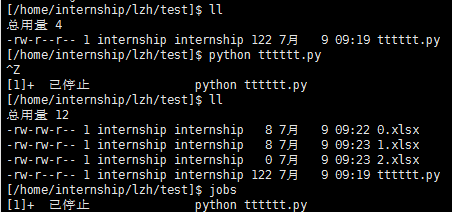 [/home/internship/lzh/test]$ ll
总用量 4
-rw-r--r-- 1 internship internship 122 7月   9 09:19 tttttt.py
[/home/internship/lzh/test]$ python tttttt.py
^Z
[1]+  已停止               python tttttt.py
[/home/internship/lzh/test]$ ll
总用量 12
-rw-rw-r-- 1 internship internship   8 7月   9 09:22 0.xlsx
-rw-rw-r-- 1 internship internship   8 7月   9 09:23 1.xlsx
-rw-rw-r-- 1 internship internship   0 7月   9 09:23 2.xlsx
-rw-rw-r-- 1 internship internship 122 7月   9 09:19 tttttt.py
[/home/internship/lzh/test]$ jobs
[1]+  已停止               python tttttt.py